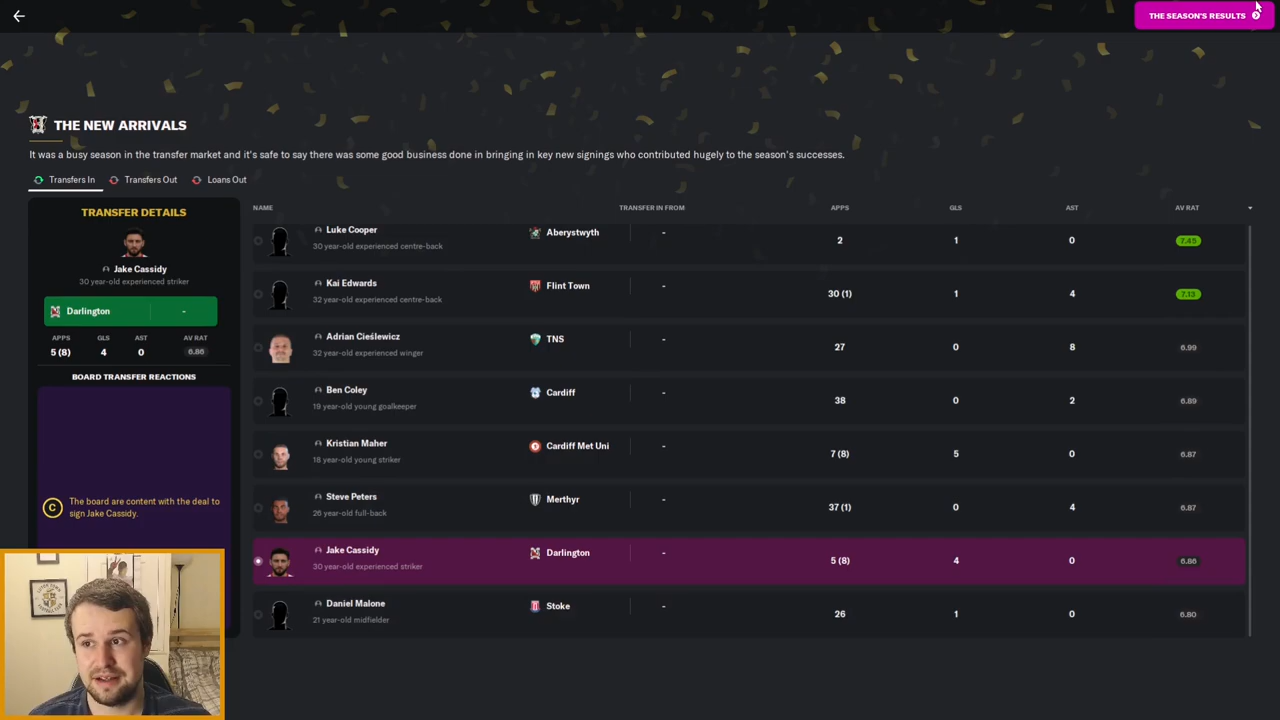 THE SEASON'S RESULTS
THE NEW ARRIVALS
It was a busy season in the transfer market and it's safe to say there was some good business done in bringing in key new signings who contributed hugely to the season's successes.
Transfers In Transfers Out Loans Out
TRANSFER DETAILS
Jake Cassidy
30 year-old experienced striker
Darlington -
APPS GLS AST AV RAT
5 (8) 4 0 6.86
BOARD TRANSFER REACTIONS
C The board are content with the deal to
sign Jake Cassidy.
NAME TRANSFER IN FROM APPS GLS AST AV RAT
Luke Cooper Aberystwyth - 2 1 0 7.45
30 year-old experienced centre-back
Kai Edwards Flint Town - 30 (1) 1 4 7.13
32 year-old experienced centre-back
Adrian Cieślewicz TNS - 27 0 8 6.99
32 year-old experienced winger
Ben Coley Cardiff - 38 0 2 6.89
19 year-old young goalkeeper
Kristian Maher Cardiff Met Uni - 7 (8) 5 0 6.87
18 year-old young striker
Steve Peters Merthyr - 37 (1) 0 4 6.87
26 year-old full-back
Jake Cassidy Darlington - 5 (8) 4 0 6.86
30 year-old experienced striker
Daniel Malone Stoke - 26 1 0 6.80
21 year-old midfielder